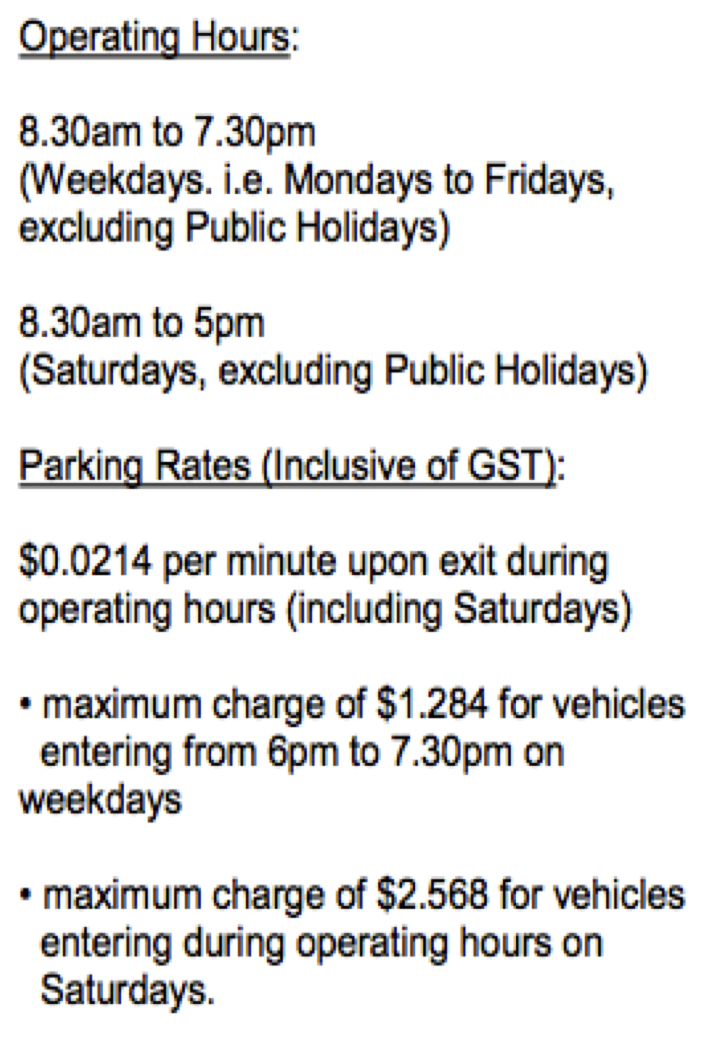 Operating Hours:
8.30am to 7.30pm
(Weekdays. i.e. Mondays to Fridays,
excluding Public Holidays)
8.30am to 5pm
(Saturdays, excluding Public Holidays)
Parking Rates (Inclusive of GST):
$0.0214 per minute upon exit during
operating hours (including Saturdays)
• maximum charge of $1.284 for vehicles
entering from 6pm to 7.30pm on
weekdays
• maximum charge of $2.568 for vehicles
entering during operating hours on
Saturdays.